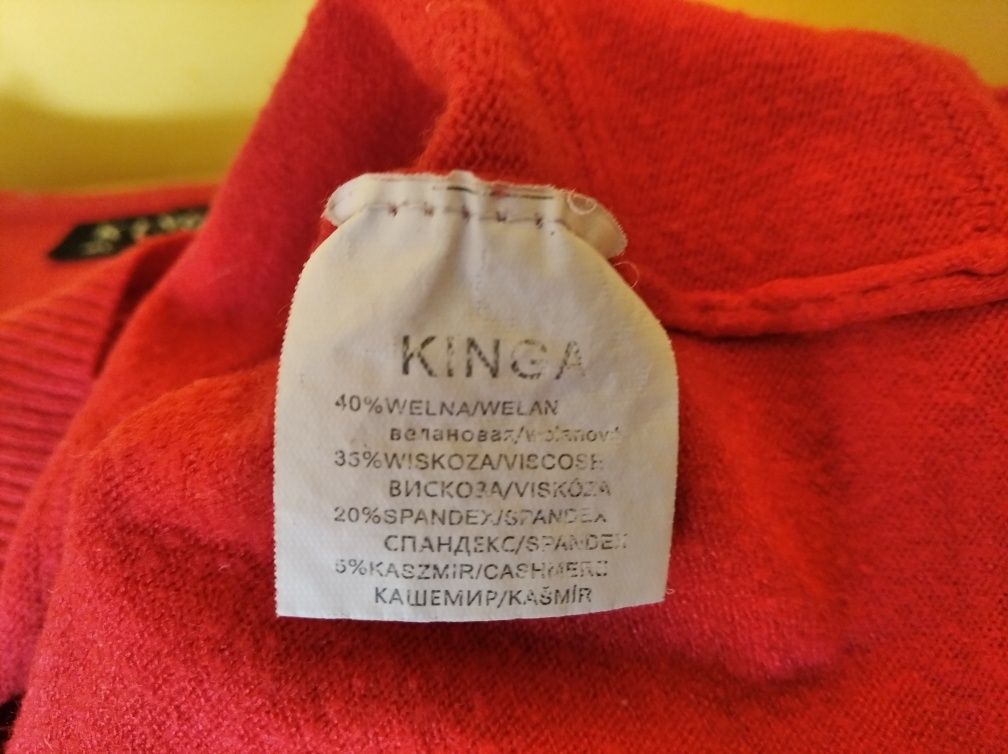 KINGA
40%WELNA/WELAN
велановая/
35%WISKOZA/VISCOSE
ВИСКОЗА/VISKÓZA
20%SPANDEX/SPANDEX
СПАНДЕКС/SPANDEX
5%KASZMIR/CASHMERE
КАШЕМИР/KAŠMÍR